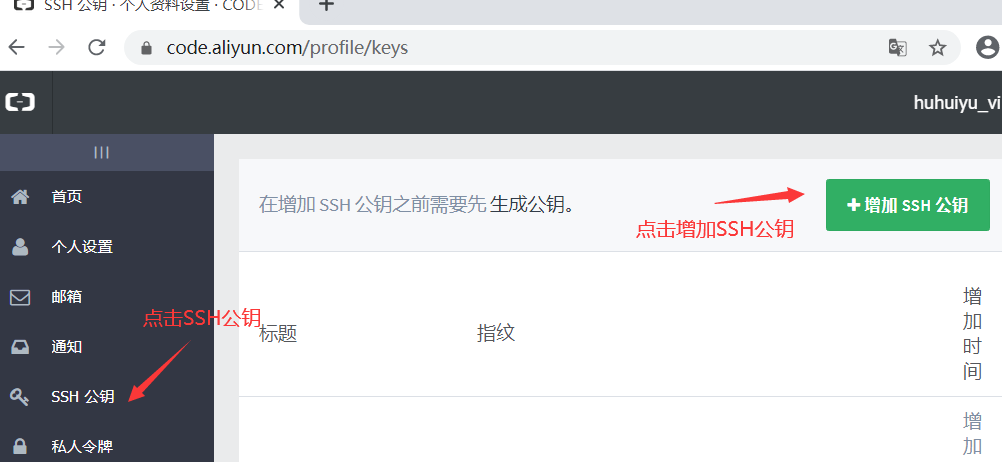 SSH 公钥 · 个人资料设置 · CODE
code.aliyun.com/profile/keys
huhuiyu_vi
首页
个人设置
邮箱
通知
SSH 公钥
私人令牌
点击SSH公钥
在增加 SSH 公钥之前需要先 生成公钥。
增加 SSH 公钥
点击增加SSH公钥
标题
指纹
增
加
时
间
增
加